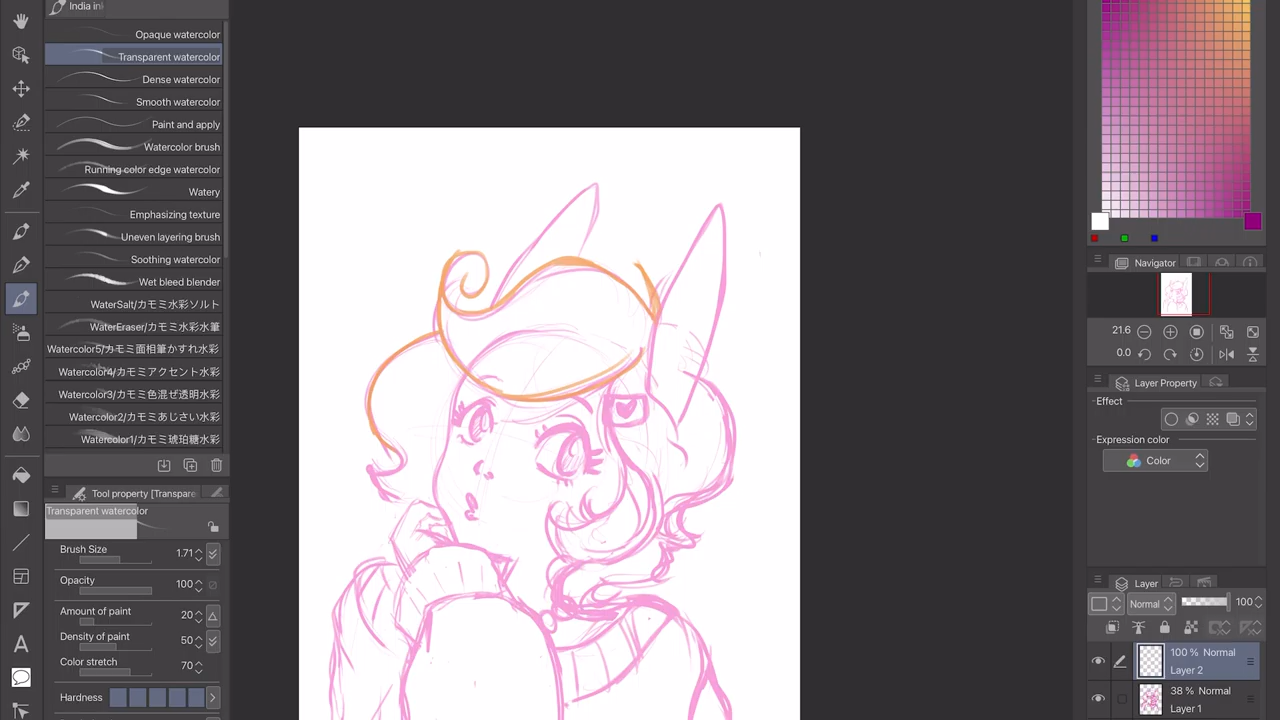 India in
Opaque watercolor
Transparent watercolor
Dense watercolor
Smooth watercolor
Paint and apply
Watercolor brush
Running color edge watercolor
Watery
Emphasizing texture
Uneven layering brush
Soothing watercolor
Wet bleed blender
WaterSalt/カモミ水彩ソルト
WaterEraser/カモミ水彩水筆
Watercolor5/カモミ面相筆かすれ水彩
Watercolor4/カモミアクセント水彩
Watercolor3/カモミ色混ぜ透明水彩
Watercolor2/カモミあじさい水彩
Watercolor1/カモミ琥珀糖水彩
Tool property [Transpare
Transparent watercolor
Brush Size 1.71
Opacity 100
Amount of paint 20
Density of paint 50
Color stretch 70
Hardness
Navigator
21.6
0.0
Layer Property
Effect
Expression color
Color
Layer
Normal 100
100 % Normal
Layer 2
38 % Normal
Layer 1